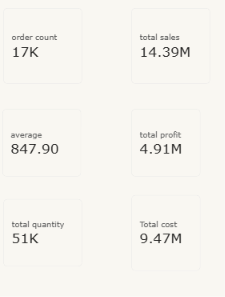 order count
17K
total sales
14.39M
average
847.90
total profit
4.91M
total quantity
51K
Total cost
9.47M